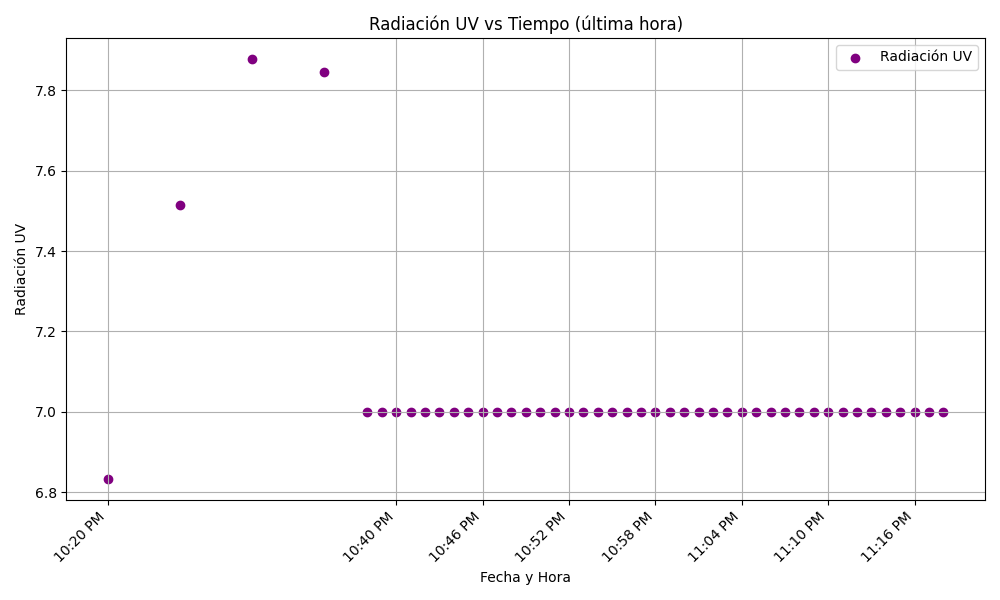 Radiación UV vs Tiempo (última hora)
Radiación UV
7.8
7.6
7.4
7.2
7.0
6.8
Radiación UV
10:20 PM
10:40 PM
10:46 PM
10:52 PM
10:58 PM
11:04 PM
11:10 PM
11:16 PM
Fecha y Hora